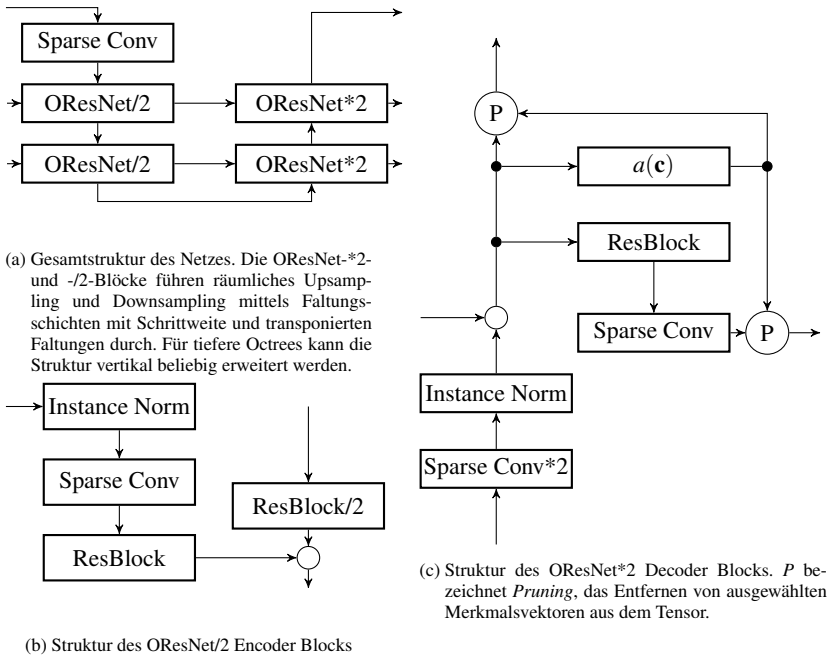 Sparse Conv
OResNet/2
OResNet*2
OResNet/2
OResNet*2
(a) Gesamtstruktur des Netzes. Die OResNet-*2-
und -/2-Blöcke führen räumliches Upsamp-
ling und Downsampling mittels Faltungs-
schichten mit Schrittweite und transponierten
Faltungen durch. Für tiefere Octrees kann die
Struktur vertikal beliebig erweitert werden.
Instance Norm
Sparse Conv
ResBlock/2
ResBlock
(b) Struktur des OResNet/2 Encoder Blocks
P
a(c)
ResBlock
Sparse Conv
P
Instance Norm
Sparse Conv*2
(c) Struktur des OResNet*2 Decoder Blocks. P be-
zeichnet Pruning, das Entfernen von ausgewählten
Merkmalsvektoren aus dem Tensor.